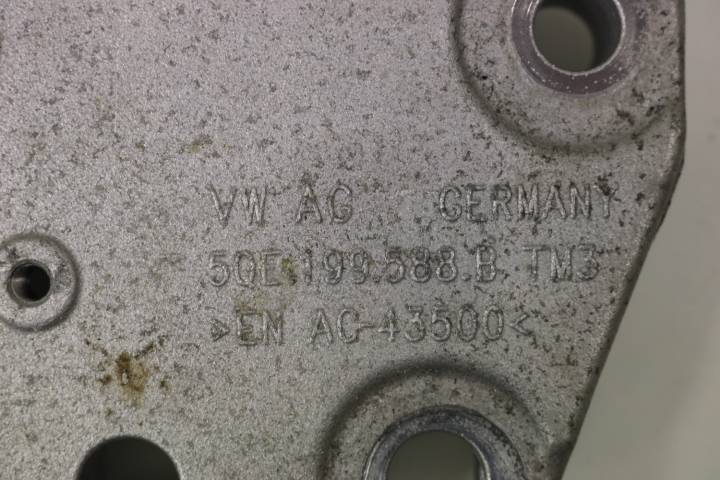 VW AG GERMANY
5QE.199.588.B TM3
>EN AC-43500<